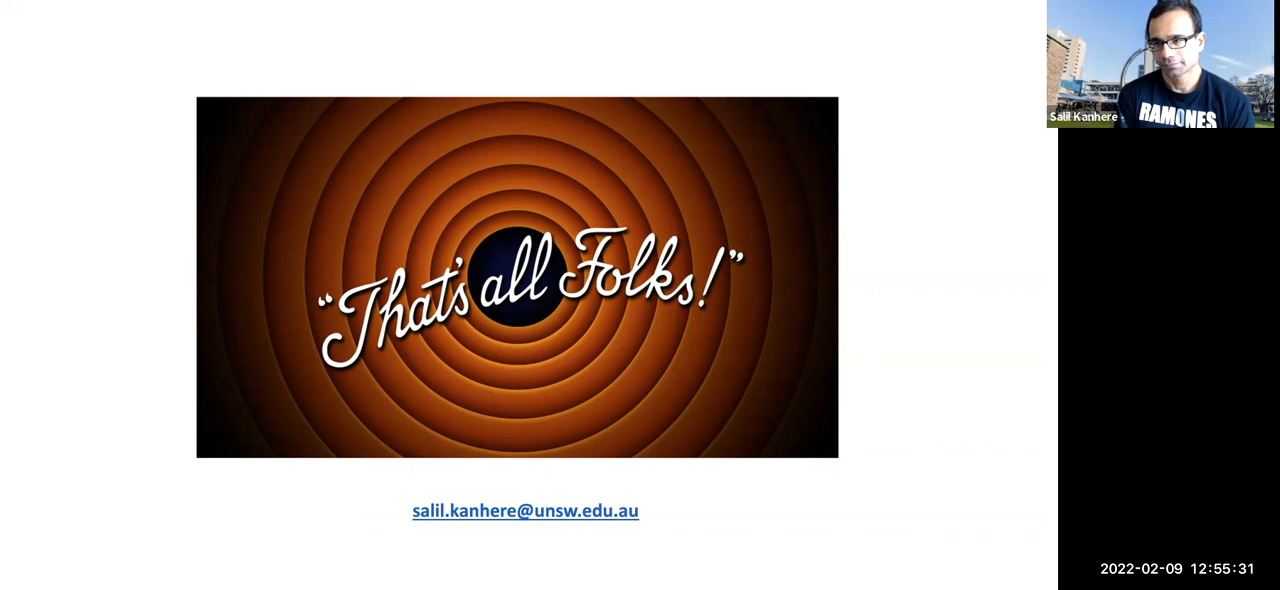 RAMONES
Salil Kanhere
“That's all Folks!”
salil.kanhere@unsw.edu.au
2022-02-09 12:55:31